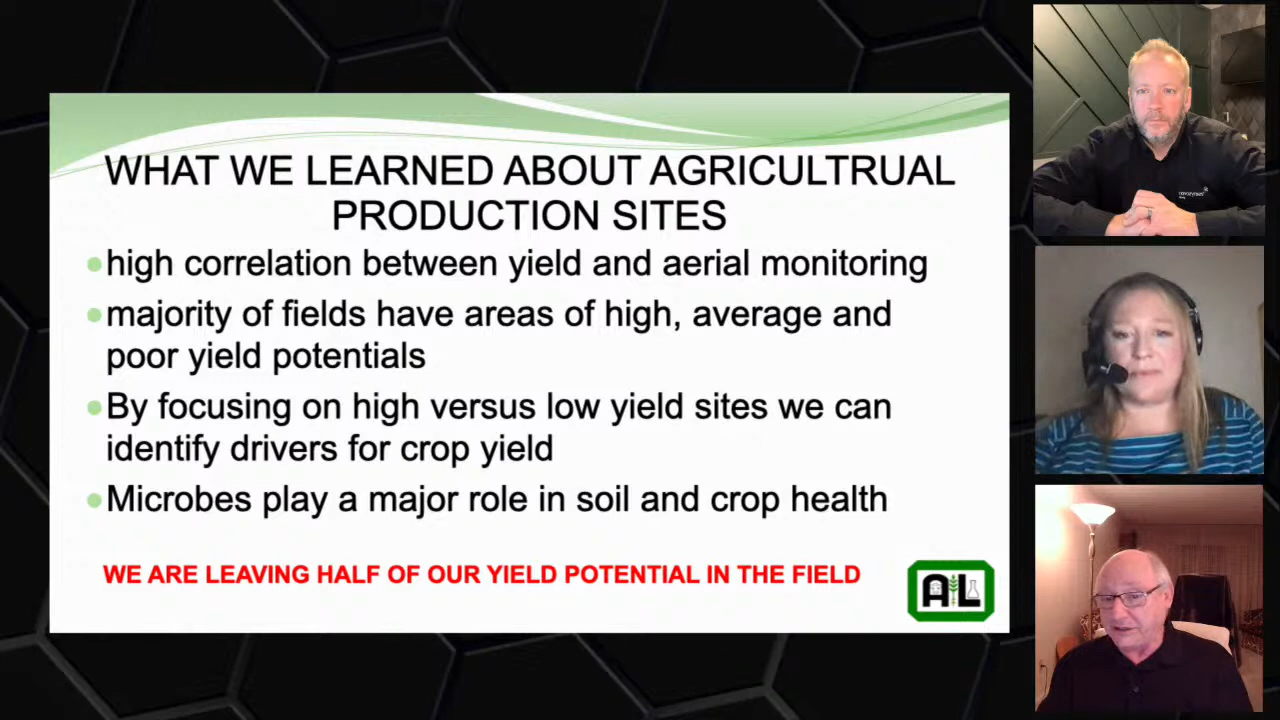 WHAT WE LEARNED ABOUT AGRICULTRUAL
PRODUCTION SITES
high correlation between yield and aerial monitoring
majority of fields have areas of high, average and
poor yield potentials
By focusing on high versus low yield sites we can
identify drivers for crop yield
Microbes play a major role in soil and crop health
WE ARE LEAVING HALF OF OUR YIELD POTENTIAL IN THE FIELD
A L
novozymes